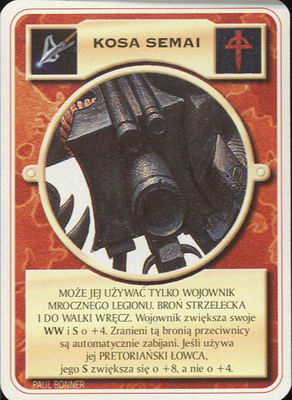 KOSA SEMAI
MOŻE JEJ UŻYWAĆ TYLKO WOJOWNIK
MROCZNEGO LEGIONU. BROŃ STRZELECKA
I DO WALKI WRĘCZ. Wojownik zwiększa swoje
WW i S o +4. Zranieni tą bronią przeciwnicy
są automatycznie zabijani. Jeśli używa
jej PRETORIAŃSKI ŁOWCA,
jego S zwiększa się o +8, a nie o +4.
PAUL BONNER